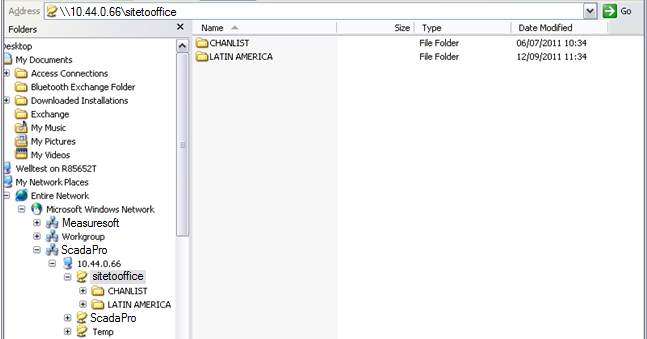 Address \\10.44.0.66\sitetooffice Go
Folders
Name Size Type Date Modified
CHANLIST File Folder 06/07/2011 10:34
LATIN AMERICA File Folder 12/09/2011 11:34
Desktop
My Documents
Access Connections
Bluetooth Exchange Folder
Downloaded Installations
Exchange
My Music
My Pictures
My Videos
Welltest on R85652T
My Network Places
Entire Network
Microsoft Windows Network
Measuresoft
Workgroup
ScadaPro
10.44.0.66
sitetooffice
CHANLIST
LATIN AMERICA
ScadaPro
Temp